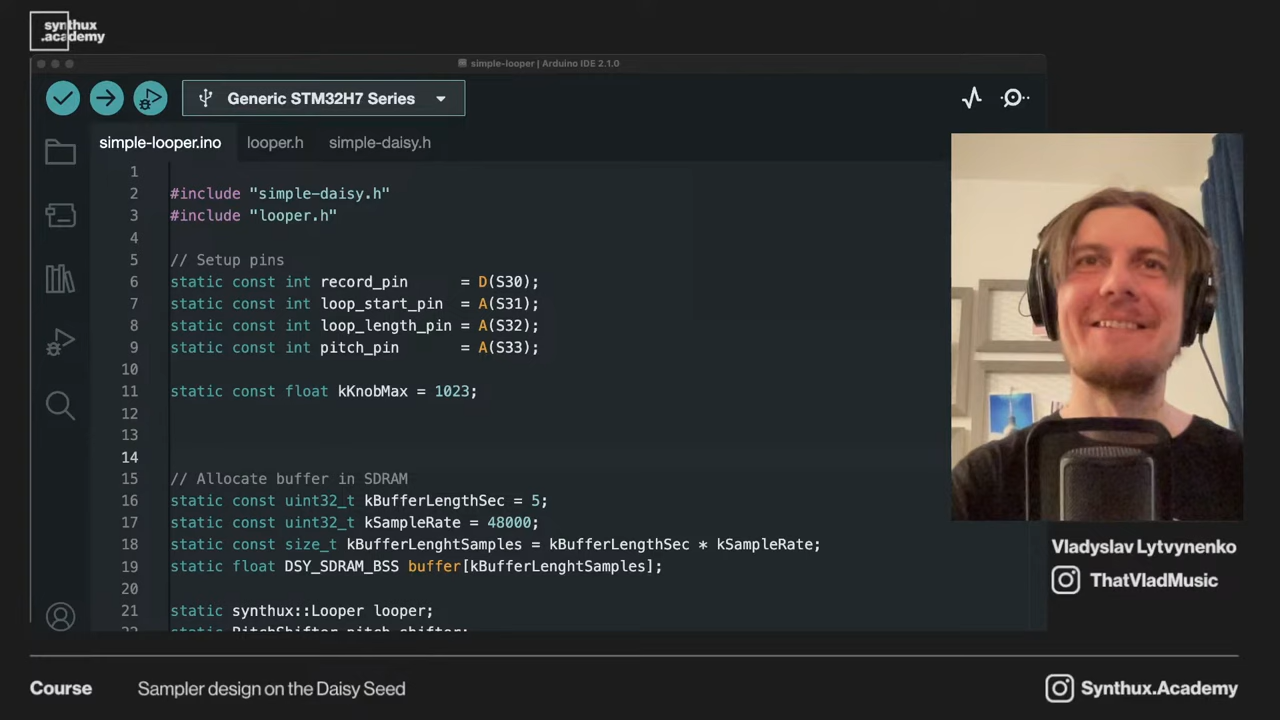 synthux
.academy
simple-looper | Arduino IDE 2.1.0
Generic STM32H7 Series
simple-looper.ino looper.h simple-daisy.h
1
2 #include "simple-daisy.h"
3 #include "looper.h"
4
5 // Setup pins
6 static const int record_pin = D(S30);
7 static const int loop_start_pin = A(S31);
8 static const int loop_length_pin = A(S32);
9 static const int pitch_pin = A(S33);
10
11 static const float kKnobMax = 1023;
12
13
14
15 // Allocate buffer in SDRAM
16 static const uint32_t kBufferLengthSec = 5;
17 static const uint32_t kSampleRate = 48000;
18 static const size_t kBufferLenghtSamples = kBufferLengthSec * kSampleRate;
19 static float DSY_SDRAM_BSS buffer[kBufferLenghtSamples];
20
21 static synthux::Looper looper;
22 static PitchShifter pitch_shifter;
Vladyslav Lytvynenko
ThatVladMusic
Course Sampler design on the Daisy Seed
Synthux.Academy